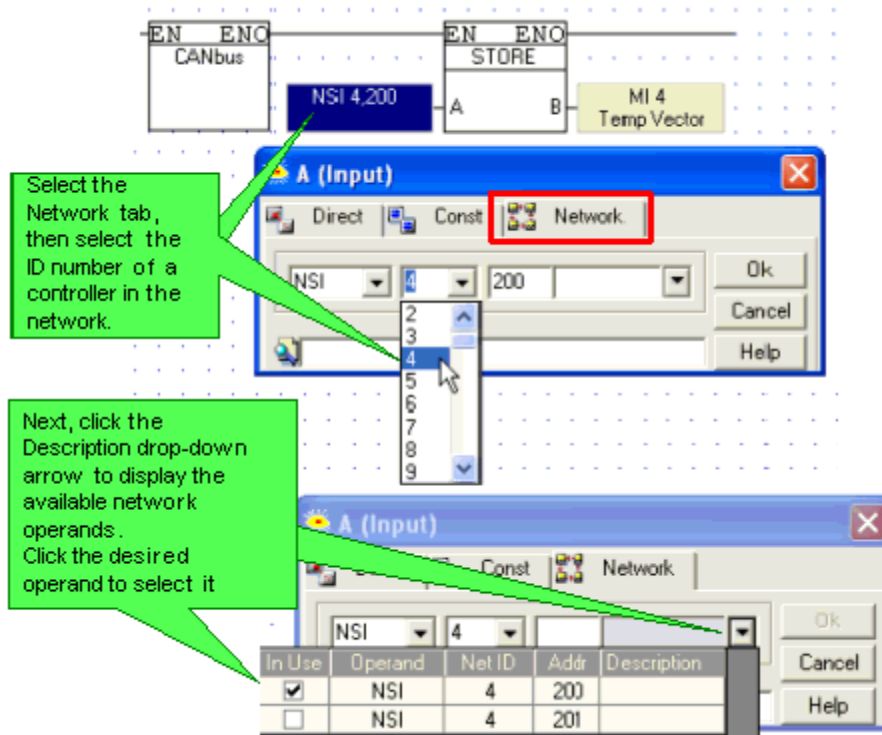 EN ENO
CANbus
EN ENO
STORE
NSI 4,200
A B
MI 4
Temp Vector
Select the
Network tab,
then select the
ID number of a
controller in the
network.
A (Input)
Direct Const Network
NSI 4 200
Ok
Cancel
Help
2
3
4
5
6
7
8
9
Next, click the
Description drop-down
arrow to display the
available network
operands.
Click the desired
operand to select it
A (Input)
Const Network
NSI 4
Ok
Cancel
Help
In Use Operand Net ID Addr Description
NSI 4 200
NSI 4 201